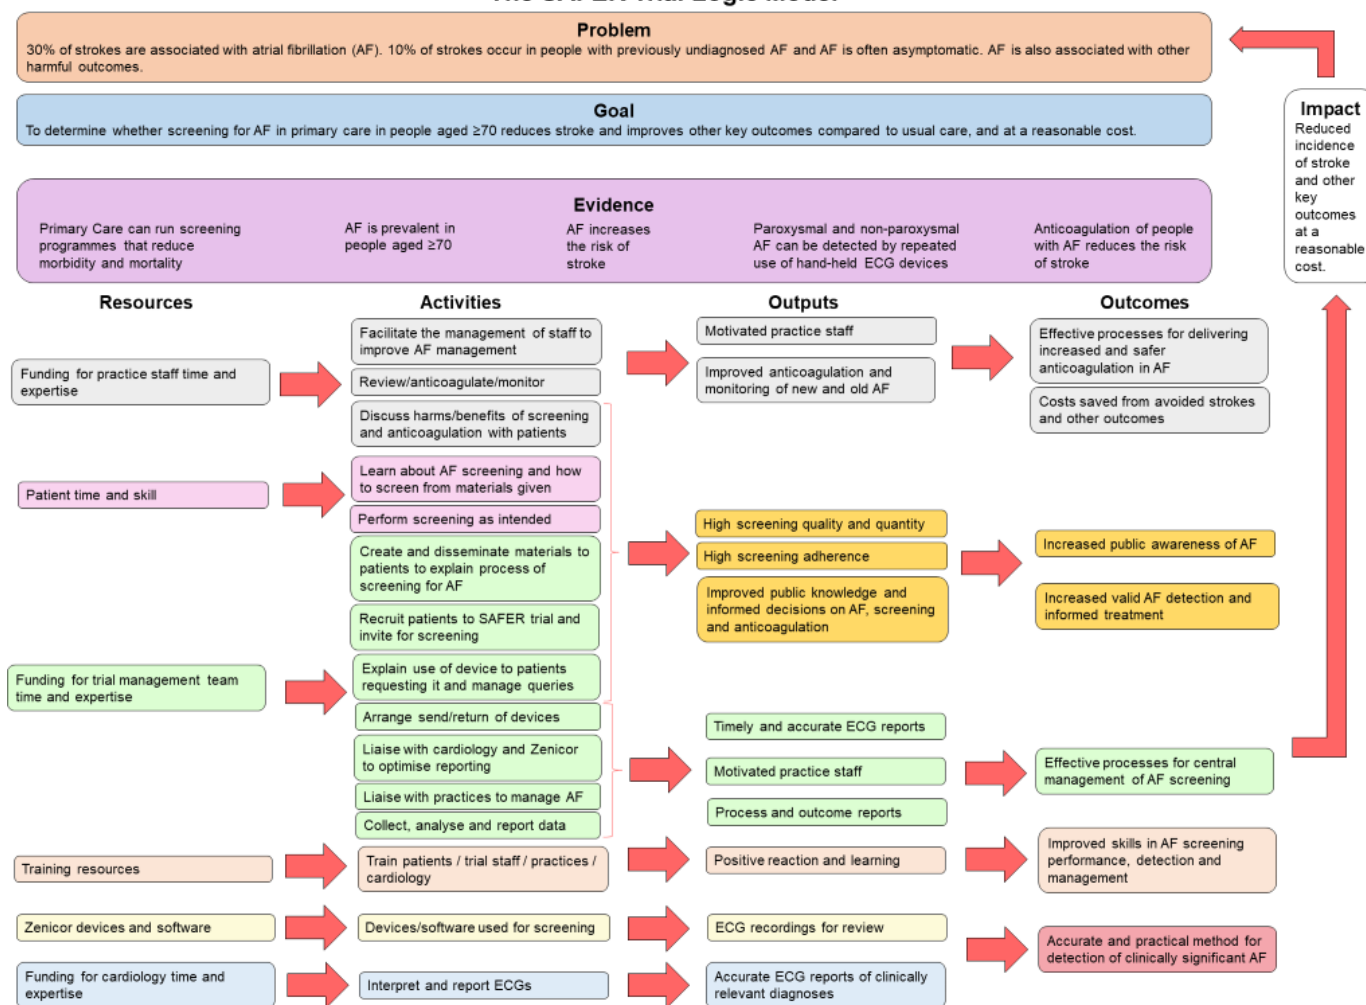 The SAFER Trial Logic Model
Problem
30% of strokes are associated with atrial fibrillation (AF). 10% of strokes occur in people with previously undiagnosed AF and AF is often asymptomatic. AF is also associated with other
harmful outcomes.
Goal
To determine whether screening for AF in primary care in people aged ≥70 reduces stroke and improves other key outcomes compared to usual care, and at a reasonable cost.
Impact
Reduced
incidence
of stroke
and other
key
outcomes
at a
reasonable
cost.
Evidence
Primary Care can run screening
programmes that reduce
morbidity and mortality
AF is prevalent in
people aged ≥70
AF increases
the risk of
stroke
Paroxysmal and non-paroxysmal
AF can be detected by repeated
use of hand-held ECG devices
Anticoagulation of people
with AF reduces the risk
of stroke
Resources
Activities
Outputs
Outcomes
Funding for practice staff time and
expertise
Facilitate the management of staff to
improve AF management
Review/anticoagulate/monitor
Discuss harms/benefits of screening
and anticoagulation with patients
Motivated practice staff
Improved anticoagulation and
monitoring of new and old AF
Effective processes for delivering
increased and safer
anticoagulation in AF
Costs saved from avoided strokes
and other outcomes
Patient time and skill
Learn about AF screening and how
to screen from materials given
Perform screening as intended
Create and disseminate materials to
patients to explain process of
screening for AF
Recruit patients to SAFER trial and
invite for screening
Explain use of device to patients
requesting it and manage queries
High screening quality and quantity
High screening adherence
Improved public knowledge and
informed decisions on AF, screening
and anticoagulation
Increased public awareness of AF
Increased valid AF detection and
informed treatment
Funding for trial management team
time and expertise
Arrange send/return of devices
Liaise with cardiology and Zenicor
to optimise reporting
Liaise with practices to manage AF
Collect, analyse and report data
Timely and accurate ECG reports
Motivated practice staff
Process and outcome reports
Effective processes for central
management of AF screening
Training resources
Train patients / trial staff / practices /
cardiology
Positive reaction and learning
Improved skills in AF screening
performance, detection and
management
Zenicor devices and software
Devices/software used for screening
ECG recordings for review
Accurate and practical method for
detection of clinically significant AF
Funding for cardiology time and
expertise
Interpret and report ECGs
Accurate ECG reports of clinically
relevant diagnoses